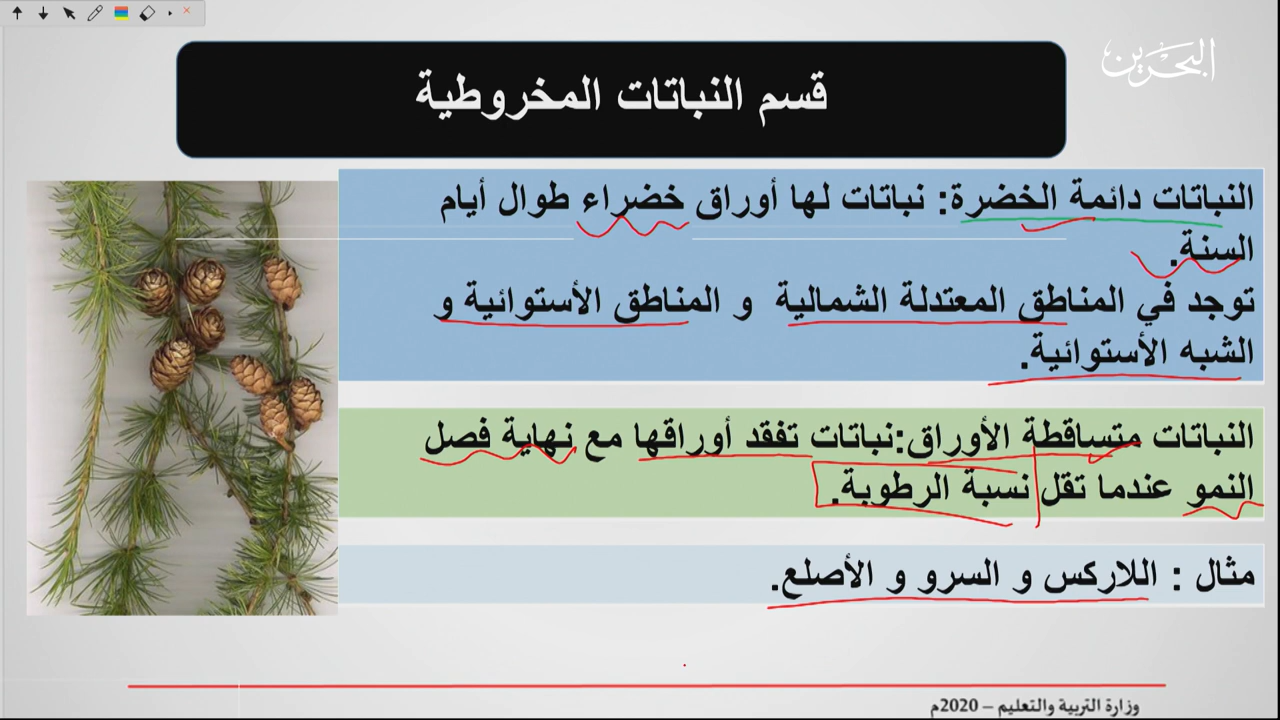 البحرين
قسم النباتات المخروطية
النباتات دائمة الخضرة: نباتات لها أوراق خضراء طوال أيام
السنة.
توجد في المناطق المعتدلة الشمالية و المناطق الأستوائية و
الشبه الأستوائية.
النباتات متساقطة الأوراق:نباتات تفقد أوراقها مع نهاية فصل
النمو عندما تقل نسبة الرطوبة.
مثال : اللاركس و السرو و الأصلع.
وزارة التربية والتعليم – 2020م